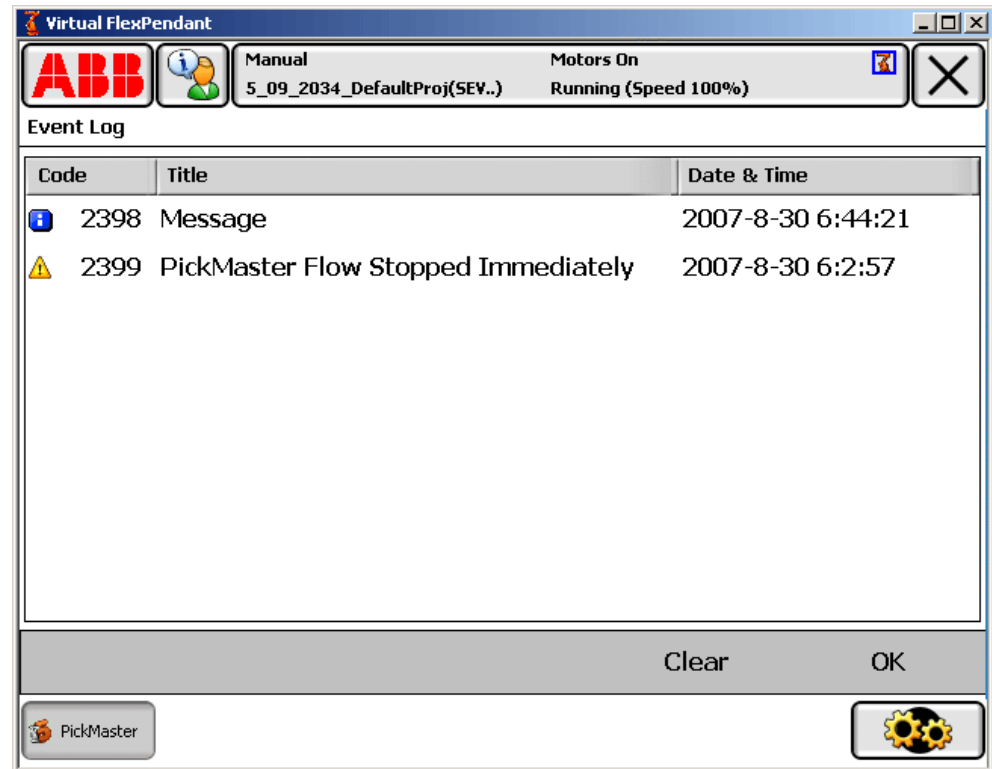 Virtual FlexPendant
ABB
Manual Motors On
5_09_2034_DefaultProj(SEV..) Running (Speed 100%)
Event Log
Code Title Date & Time
2398 Message 2007-8-30 6:44:21
2399 PickMaster Flow Stopped Immediately 2007-8-30 6:2:57
Clear OK
PickMaster